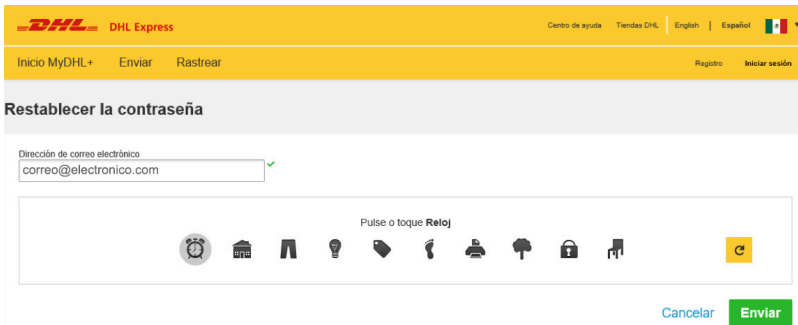 DHL DHL Express Centro de ayuda Tiendas DHL English | Español
Inicio MyDHL+ Enviar Rastrear Registro Iniciar sesión
Restablecer la contraseña
Dirección de correo electrónico
correo@electronico.com
Pulse o toque Reloj
Cancelar Enviar